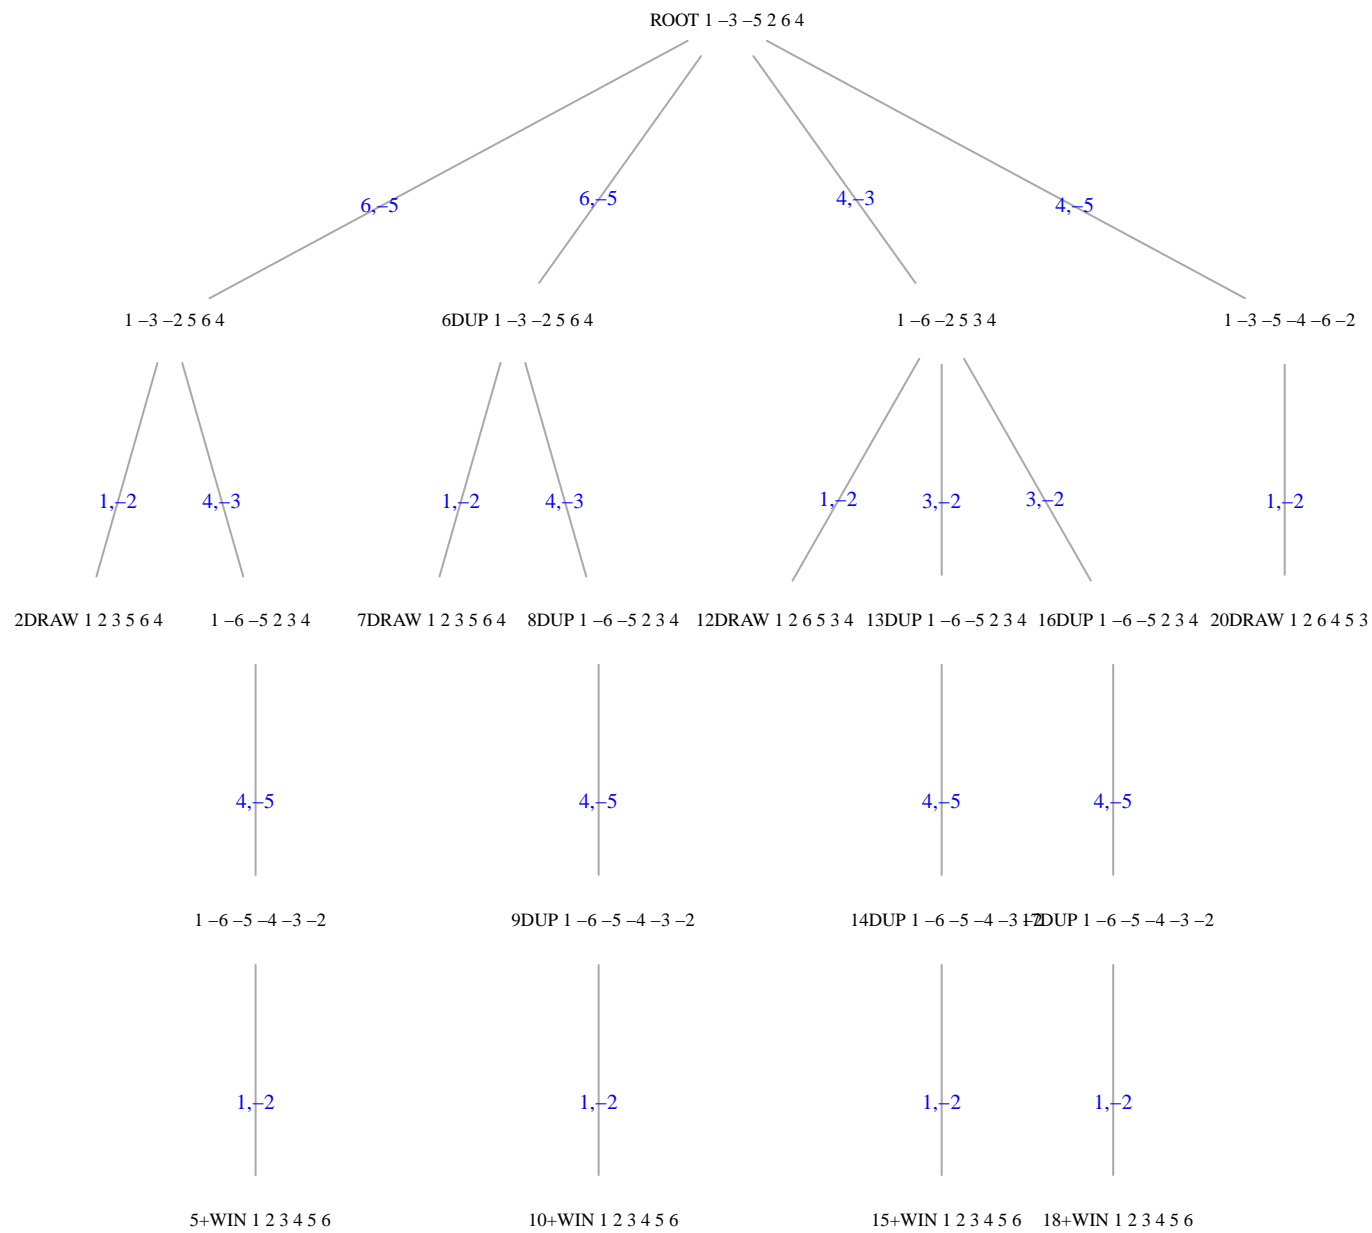 ROOT 1 –3 –5 2 6 4
6,–5 6,–5 4,–3 4,–5
1 –3 –2 5 6 4 6DUP 1 –3 –2 5 6 4 1 –6 –2 5 3 4 1 –3 –5 –4 –6 –2
1,–2 4,–3 1,–2 4,–3 1,–2 3,–2 3,–2 1,–2
2DRAW 1 2 3 5 6 4 1 –6 –5 2 3 4 7DRAW 1 2 3 5 6 4 8DUP 1 –6 –5 2 3 4 12DRAW 1 2 6 5 3 4 13DUP 1 –6 –5 2 3 4 16DUP 1 –6 –5 2 3 4 20DRAW 1 2 6 4 5 3
4,–5 4,–5 4,–5 4,–5
1 –6 –5 –4 –3 –2 9DUP 1 –6 –5 –4 –3 –2 14DUP 1 –6 –5 –4 –3 –2 17DUP 1 –6 –5 –4 –3 –2
1,–2 1,–2 1,–2 1,–2
5+WIN 1 2 3 4 5 6 10+WIN 1 2 3 4 5 6 15+WIN 1 2 3 4 5 6 18+WIN 1 2 3 4 5 6